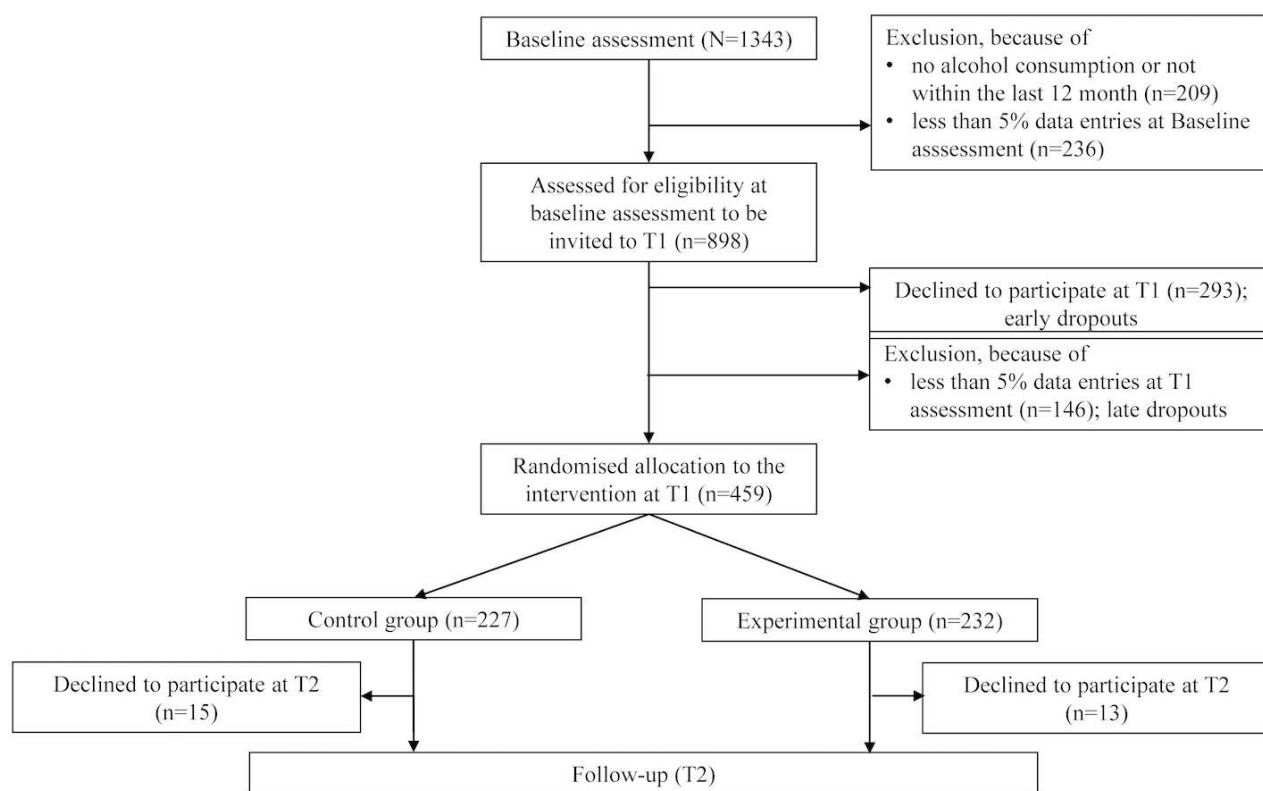 Baseline assessment (N=1343)
Exclusion, because of
• no alcohol consumption or not
within the last 12 month (n=209)
• less than 5% data entries at Baseline
asssessment (n=236)
Assessed for eligibility at
baseline assessment to be
invited to T1 (n=898)
Declined to participate at T1 (n=293);
early dropouts
Exclusion, because of
• less than 5% data entries at T1
assessment (n=146); late dropouts
Randomised allocation to the
intervention at T1 (n=459)
Control group (n=227)
Experimental group (n=232)
Declined to participate at T2
(n=15)
Declined to participate at T2
(n=13)
Follow-up (T2)